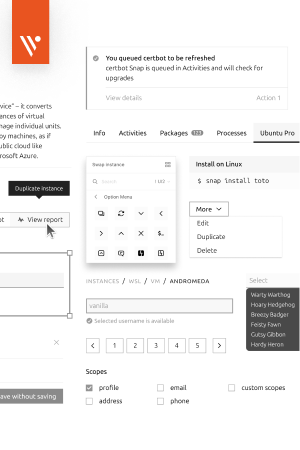 You queued certbot to be refreshed
certbot Snap is queued in Activities and will check for
upgrades
View details
Action 1
vice" – it converts
ances of virtual
nage individual units.
by machines, as if
ublic cloud like
rosoft Azure.
Info
Activities
Packages 123
Processes
Ubuntu Pro
Duplicate instance
View report
Swap instance
Search
Option Menu
Install on Linux
$ snap install toto
More
Edit
Duplicate
Delete
INSTANCES / WSL / VM / ANDROMEDA
vanilla
Selected username is available
Select
Warty Warthog
Hoary Hedgehog
Breezy Badger
Feisty Fawn
Gutsy Gibbon
Hardy Heron
1 2 3 4 5
ave without saving
Scopes
profile
email
custom scopes
address
phone